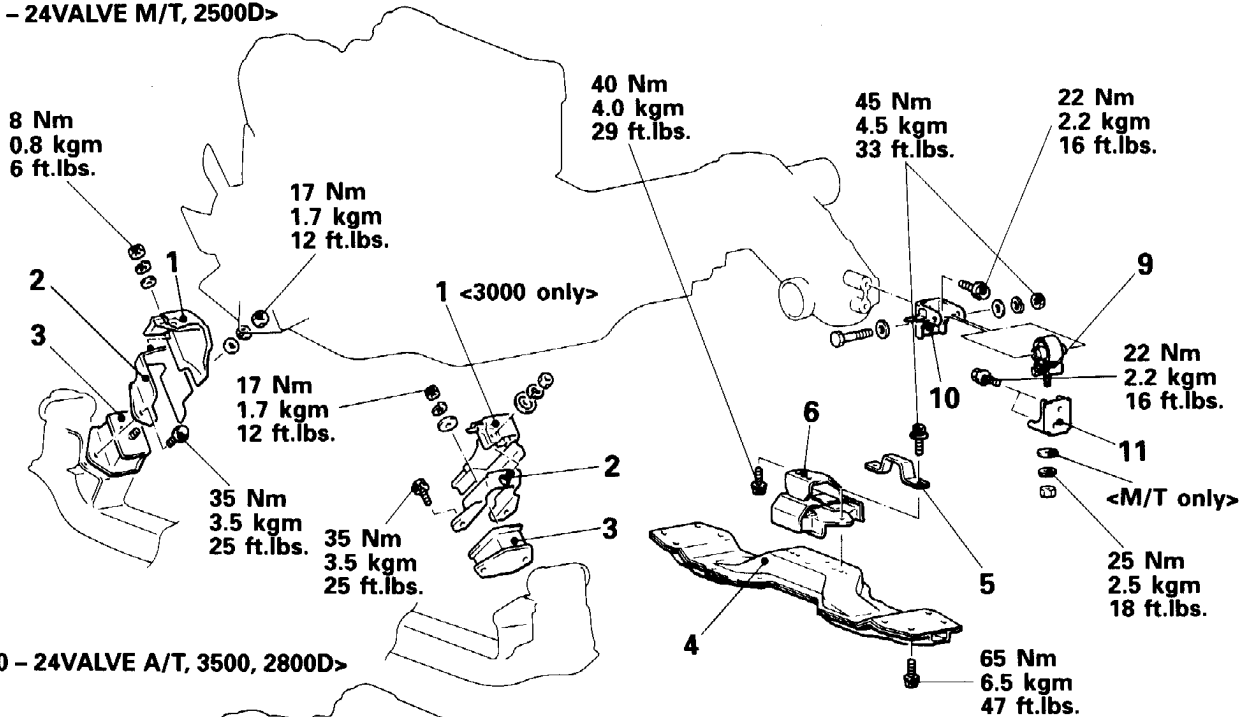 – 24VALVE M/T, 2500D>
40 Nm
4.0 kgm
29 ft.lbs.
45 Nm
4.5 kgm
33 ft.lbs.
22 Nm
2.2 kgm
16 ft.lbs.
8 Nm
0.8 kgm
6 ft.lbs.
17 Nm
1.7 kgm
12 ft.lbs.
1
2
3
1 <3000 only>
9
10
22 Nm
2.2 kgm
16 ft.lbs.
17 Nm
1.7 kgm
12 ft.lbs.
6
11
2
<M/T only>
35 Nm
3.5 kgm
25 ft.lbs.
35 Nm
3.5 kgm
25 ft.lbs.
3
5
25 Nm
2.5 kgm
18 ft.lbs.
4
0 – 24VALVE A/T, 3500, 2800D>
65 Nm
6.5 kgm
47 ft.lbs.